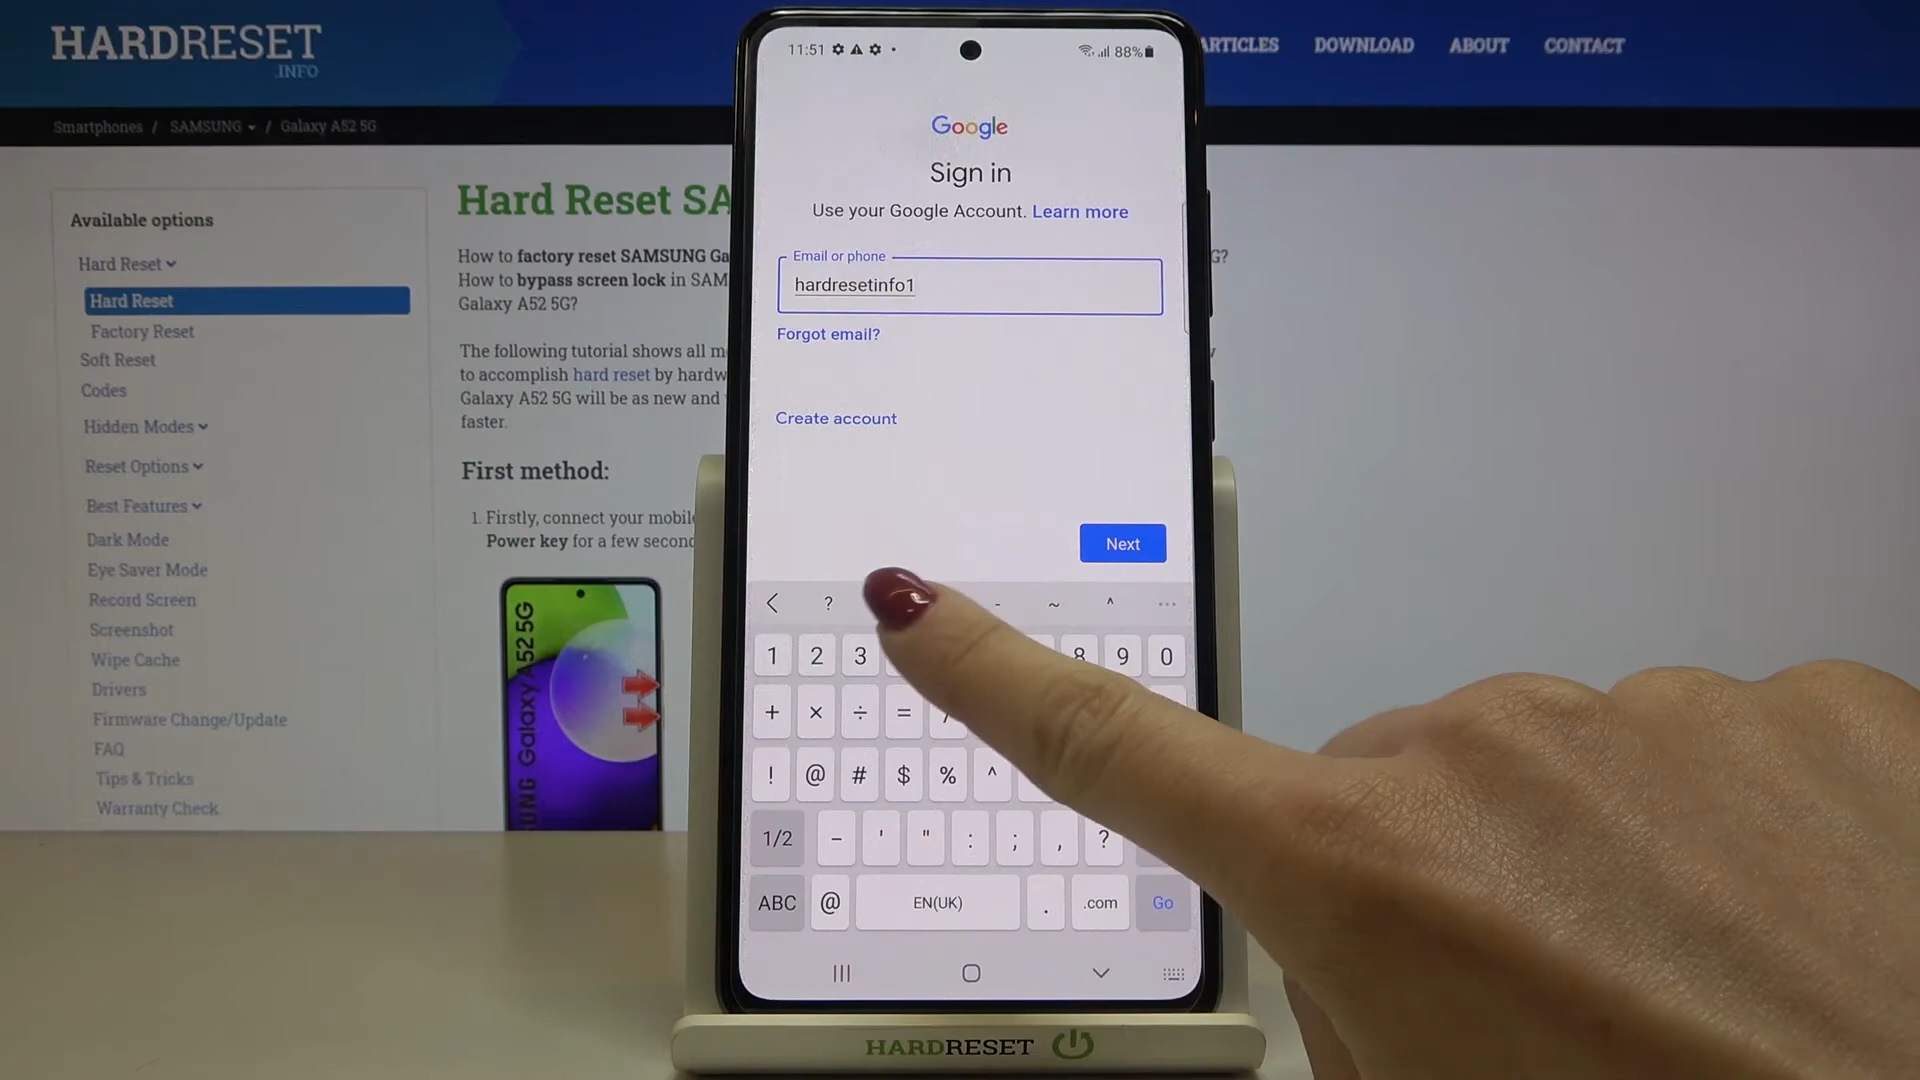 HARDRESET
.INFO
ARTICLES
DOWNLOAD
ABOUT
CONTACT
Smartphones / SAMSUNG / Galaxy A52 5G
Available options
Hard Reset
Hard Reset
Factory Reset
Soft Reset
Codes
Hidden Modes
Reset Options
Best Features
Dark Mode
Eye Saver Mode
Record Screen
Screenshot
Wipe Cache
Drivers
Firmware Change/Update
FAQ
Tips & Tricks
Warranty Check
Hard Reset SA
How to factory reset SAMSUNG Ga
G?
How to bypass screen lock in SAM
Galaxy A52 5G?
The following tutorial shows all m
to accomplish hard reset by hardw
Galaxy A52 5G will be as new and
faster.
First method:
1. Firstly, connect your mobil
Power key for a few second
SAMSUNG Galaxy A52 5G
11:51
88%
Google
Sign in
Use your Google Account. Learn more
Email or phone
hardresetinfo1
Forgot email?
Create account
Next
? - ~ ^ ...
1 2 3 8 9 0
+ × ÷ = /
! @ # $ % ^
1/2 - ' " : ; , ?
ABC @ EN(UK) . .com Go
HARDRESET